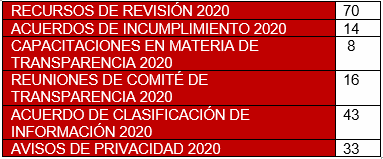 RECURSOS DE REVISIÓN 2020 70
ACUERDOS DE INCUMPLIMIENTO 2020 14
CAPACITACIONES EN MATERIA DE 8
TRANSPARENCIA 2020
REUNIONES DE COMITÉ DE 16
TRANSPARENCIA 2020
ACUERDO DE CLASIFICACIÓN DE 43
INFORMACIÓN 2020
AVISOS DE PRIVACIDAD 2020 33